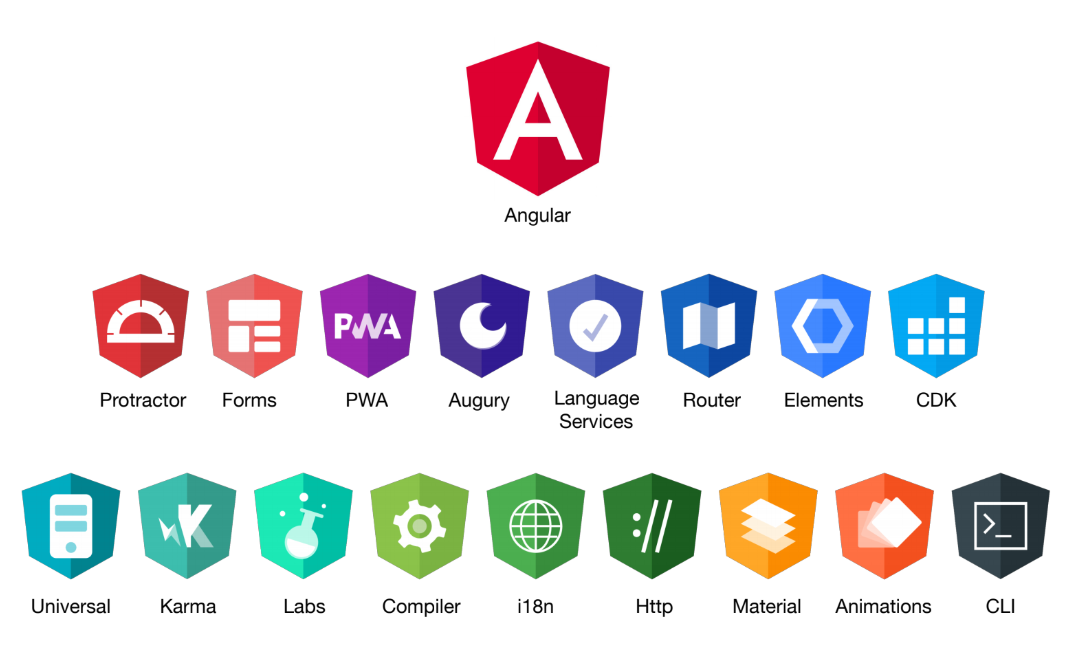 A
Angular
PWA
Protractor Forms PWA Augury Language Services Router Elements CDK
K
://
>_
Universal Karma Labs Compiler i18n Http Material Animations CLI